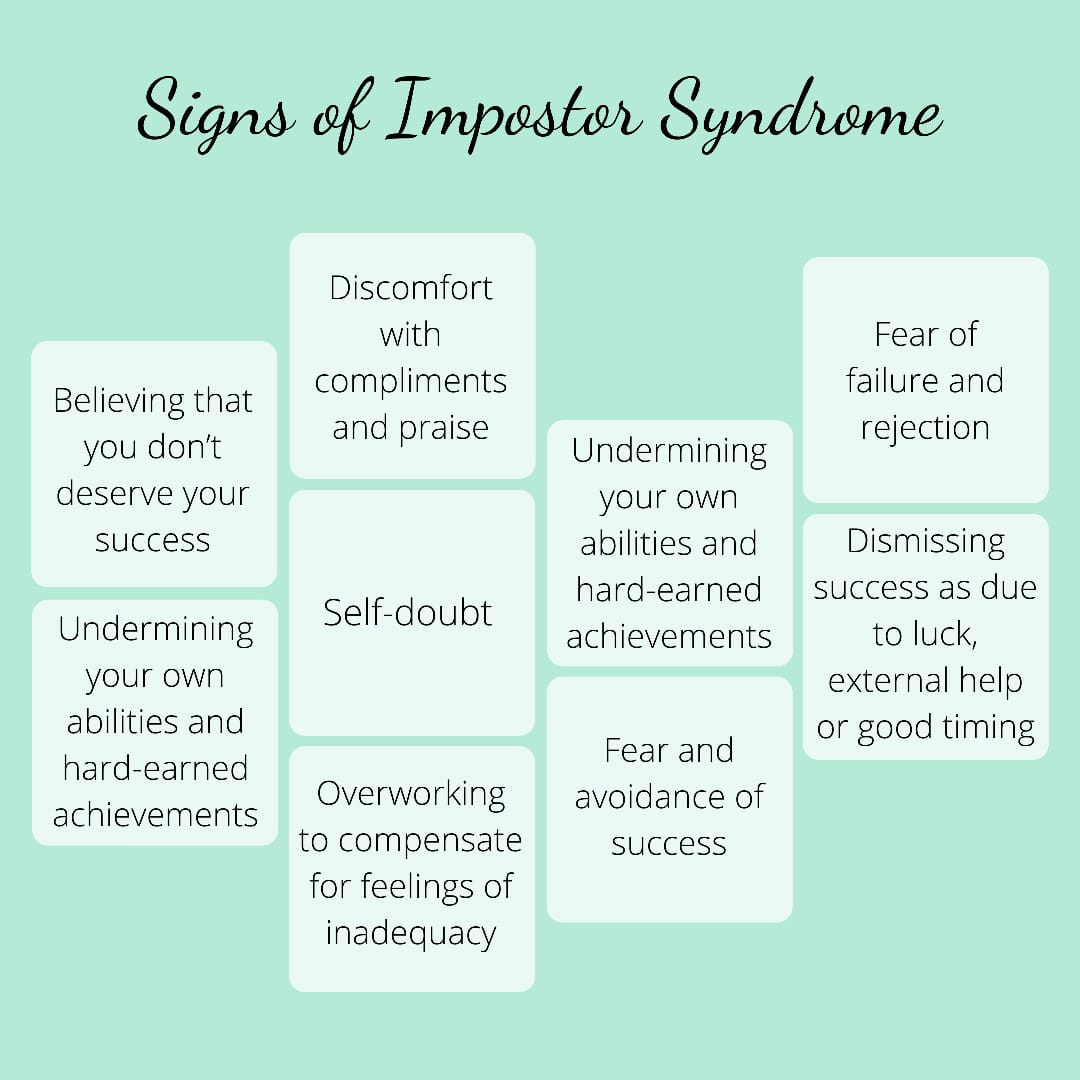 Signs of Impostor Syndrome
Believing that
you don’t
deserve your
success
Undermining
your own
abilities and
hard-earned
achievements
Discomfort
with
compliments
and praise
Self-doubt
Overworking
to compensate
for feelings of
inadequacy
Undermining
your own
abilities and
hard-earned
achievements
Fear and
avoidance of
success
Fear of
failure and
rejection
Dismissing
success as due
to luck,
external help
or good timing